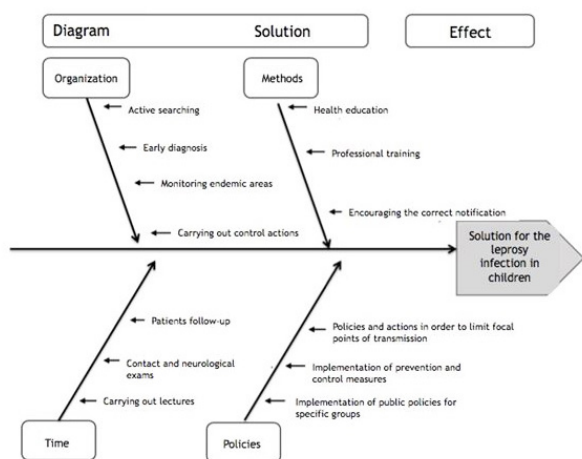 Diagram
Solution
Effect
Organization
Methods
Active searching
Early diagnosis
Monitoring endemic areas
Carrying out control actions
Health education
Professional training
Encouraging the correct notification
Solution for the
leprosy
infection in
children
Patients follow-up
Contact and neurological
exams
Carrying out lectures
Policies and actions in order to limit focal
points of transmission
Implementation of prevention and
control measures
Implementation of public policies for
specific groups
Time
Policies